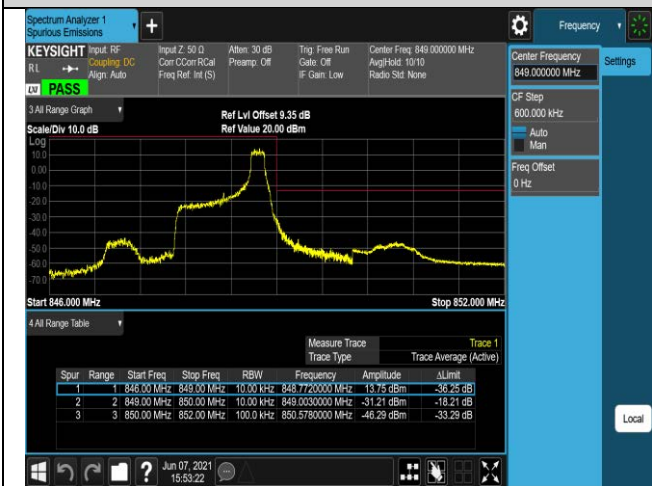 Spectrum Analyzer 1
Spurious Emissions
+
Frequency
KEYSIGHT
RL
LXI PASS
Input: RF
Coupling: DC
Align: Auto
Input Z: 50 Ω
Corr CCorr RCal
Freq Ref: Int (S)
Atten: 30 dB
Preamp: Off
Trig: Free Run
Gate: Off
IF Gain: Low
Center Freq: 849.000000 MHz
Avg|Hold: 10/10
Radio Std: None
Center Frequency
849.000000 MHz
Settings
CF Step
600.000 kHz
Auto
Man
Freq Offset
0 Hz
3 All Range Graph
Scale/Div 10.0 dB
Ref Lvl Offset 9.35 dB
Ref Value 20.00 dBm
Log
10.0
0.00
-10.0
-20.0
-30.0
-40.0
-50.0
-60.0
-70.0
Start 846.000 MHz
Stop 852.000 MHz
4 All Range Table
Measure Trace Trace 1
Trace Type Trace Average (Active)
Spur Range Start Freq Stop Freq RBW Frequency Amplitude ΔLimit
1 1 846.00 MHz 849.00 MHz 10.00 kHz 848.7720000 MHz 13.75 dBm -36.25 dB
2 2 849.00 MHz 850.00 MHz 10.00 kHz 849.0030000 MHz -31.21 dBm -18.21 dB
3 3 850.00 MHz 852.00 MHz 100.0 kHz 850.5780000 MHz -46.29 dBm -33.29 dB
Local
?
Jun 07, 2021
15:53:22